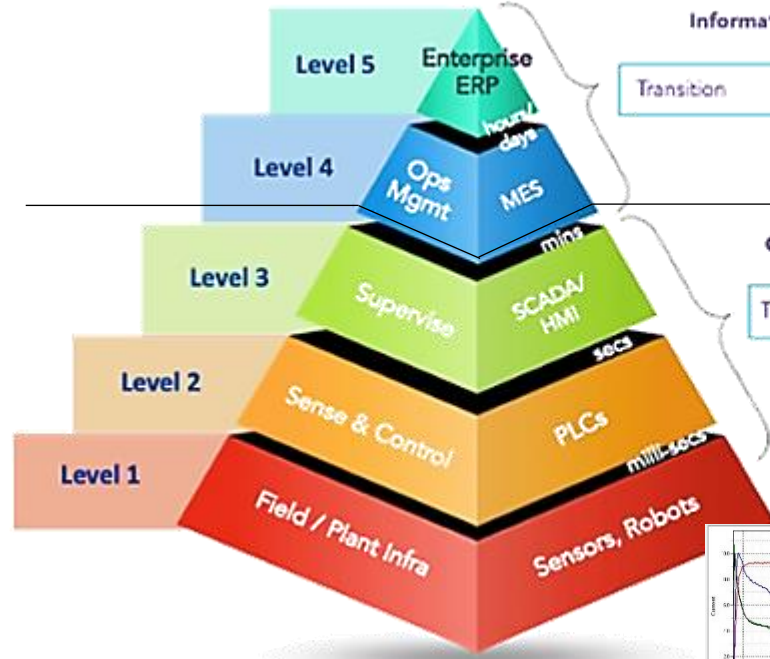 Informat
Level 5
Enterprise
ERP
Transition
hours/
days
Level 4
Ops
Mgmt
MES
mins
Level 3
Supervise
SCADA/
HMI
secs
Level 2
Sense & Control
PLCs
milli-secs
Level 1
Field / Plant Infra
Sensors, Robots